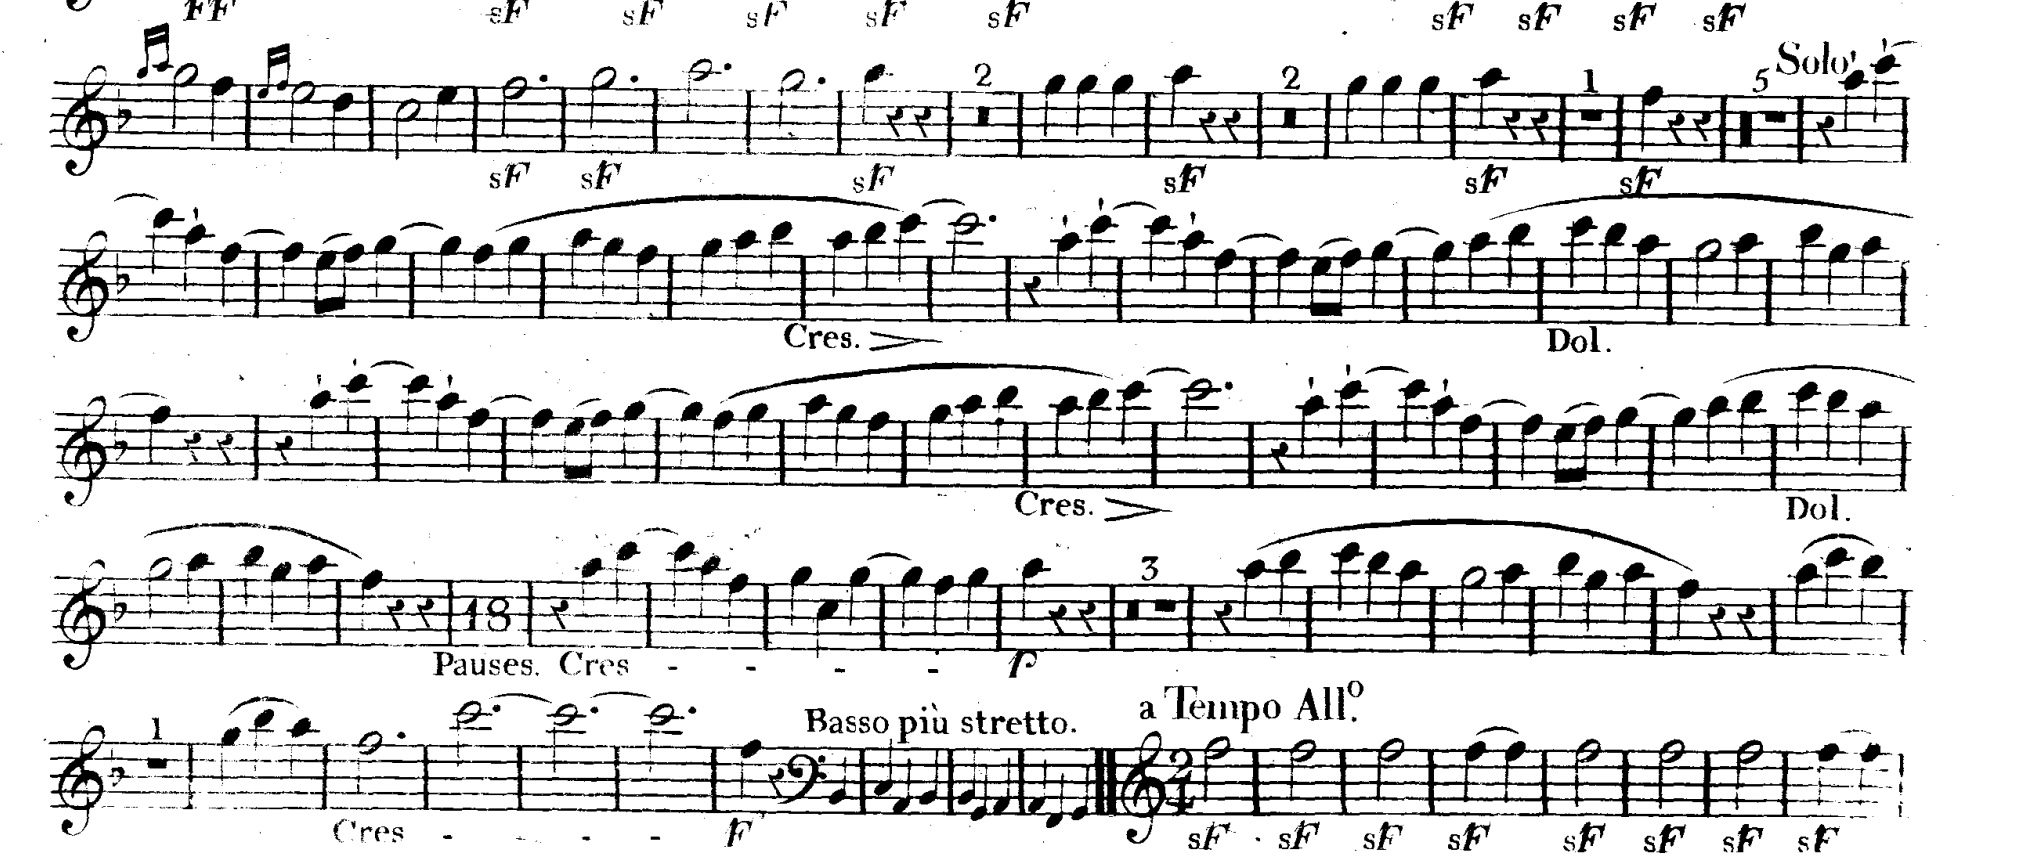 FF sF sF sF sF sF sF sF sF sF
2 2 1 5 Solo
sF sF sF sF sF sF
Cres. Dol.
Cres. Dol.
3
18
Pauses. Cres - - - - P
1 Basso più stretto. a Tempo All.o
2
4
Cres - - - - F sF sF sF sF sF sF sF sF